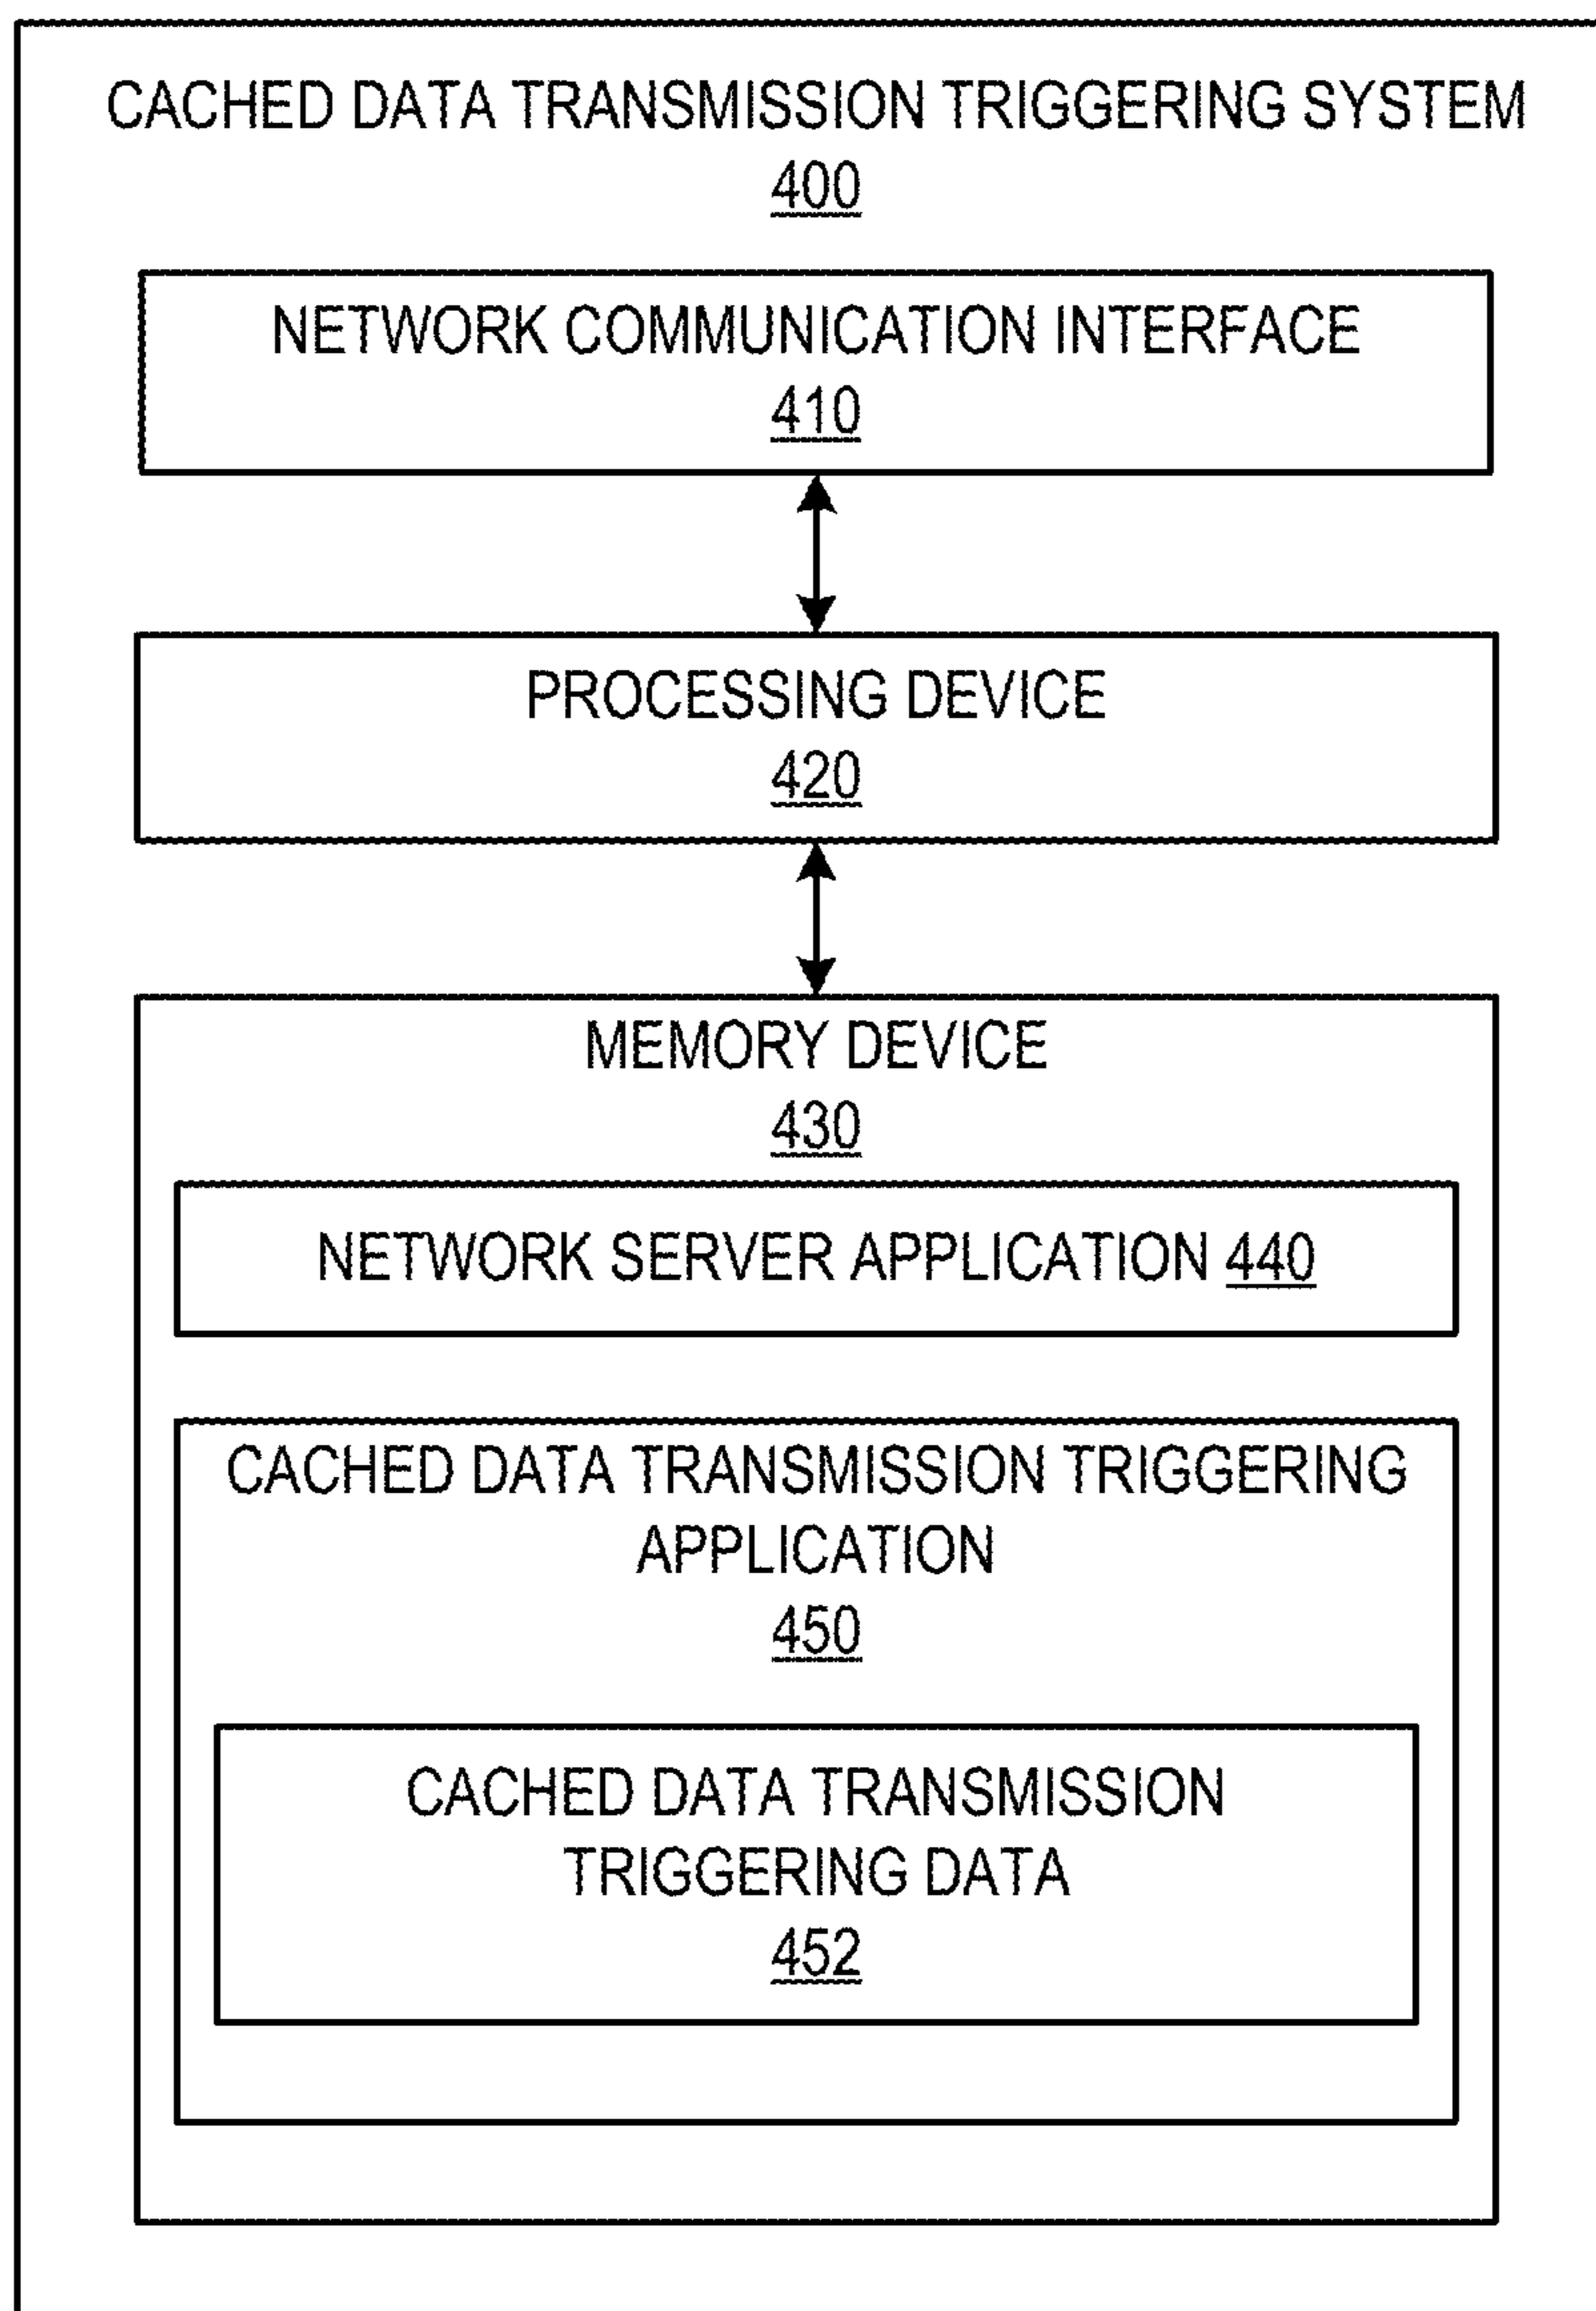 CACHED DATA TRANSMISSION TRIGGERING SYSTEM
400
NETWORK COMMUNICATION INTERFACE
410
PROCESSING DEVICE
420
MEMORY DEVICE
430
NETWORK SERVER APPLICATION 440
CACHED DATA TRANSMISSION TRIGGERING
APPLICATION
450
CACHED DATA TRANSMISSION
TRIGGERING DATA
452